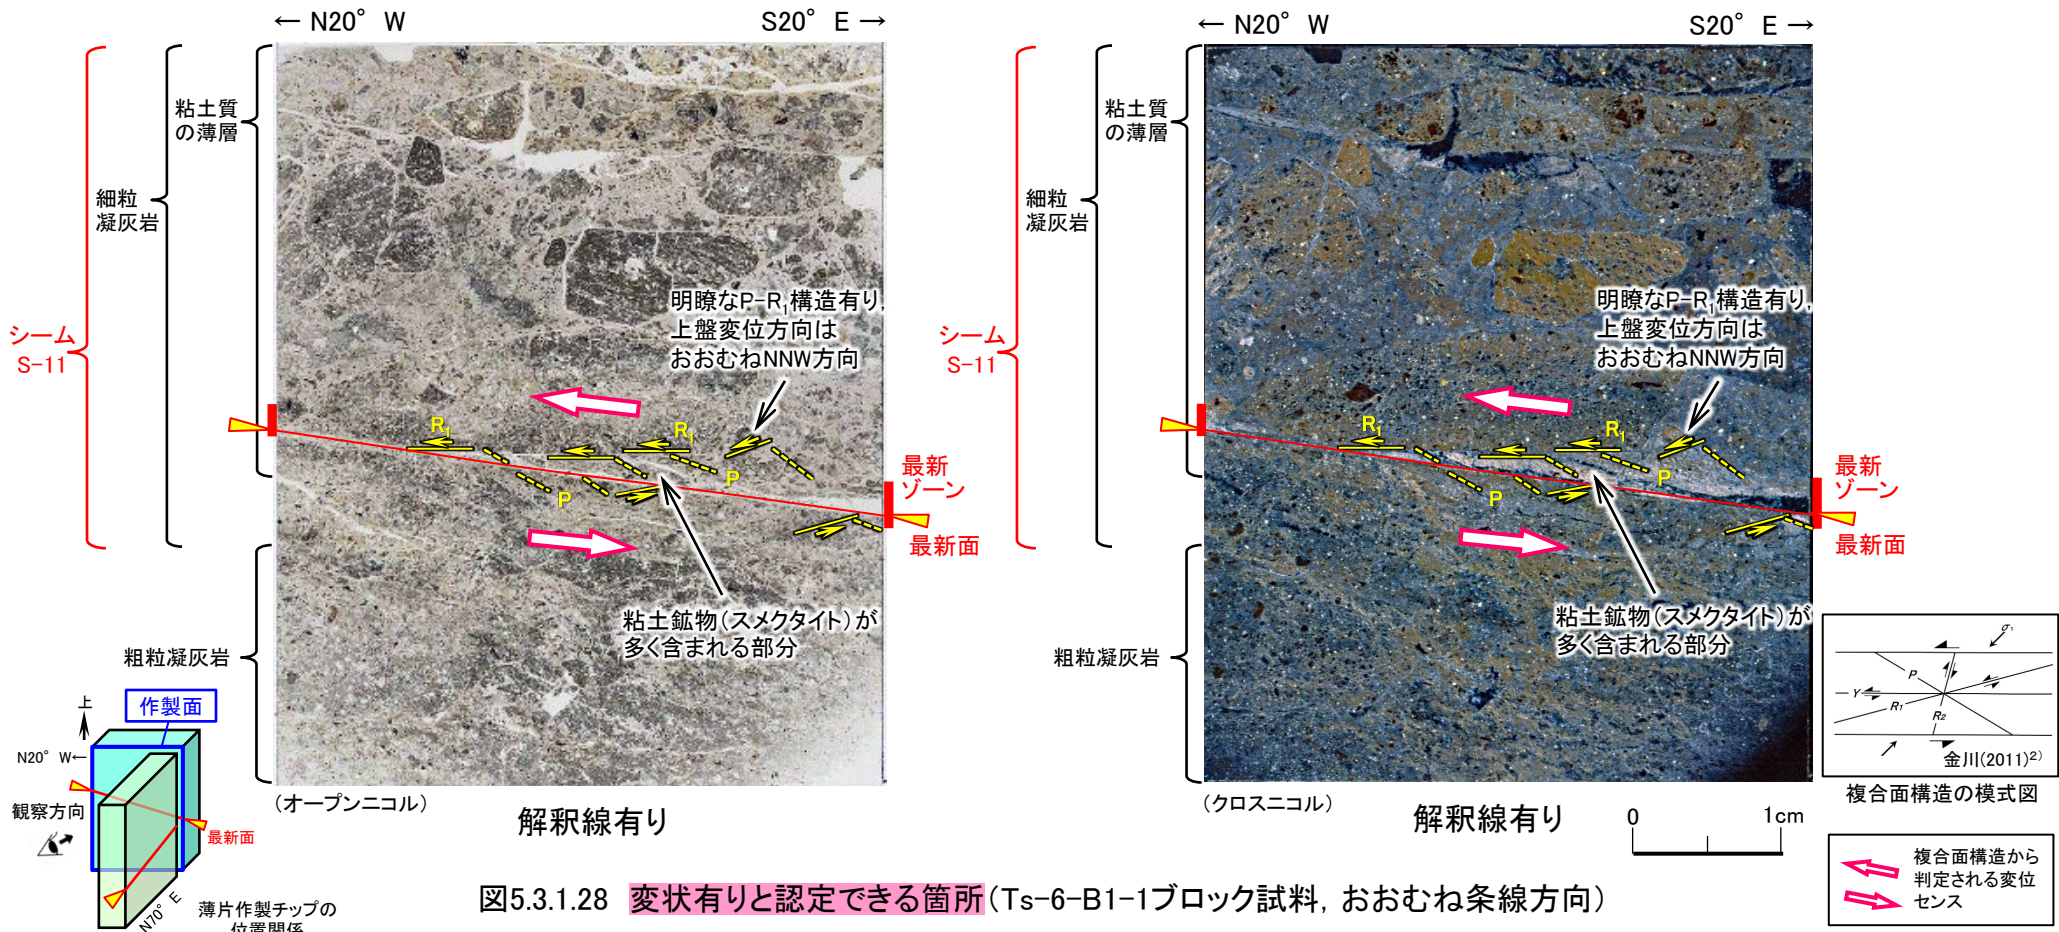 ← N20° W
S20° E →
粘土質
の薄層
細粒
凝灰岩
シーム
S-11
粗粒凝灰岩
明瞭なP-R₁構造有り,
上盤変位方向は
おおむねNNW方向
R₁
R₁
P
P
最新
ゾーン
最新面
粘土鉱物(スメクタイト)が
多く含まれる部分
(オープンニコル)
解釈線有り
← N20° W
S20° E →
粘土質
の薄層
細粒
凝灰岩
シーム
S-11
粗粒凝灰岩
明瞭なP-R₁構造有り,
上盤変位方向は
おおむねNNW方向
R₁
R₁
P
P
最新
ゾーン
最新面
粘土鉱物(スメクタイト)が
多く含まれる部分
(クロスニコル)
解釈線有り
0 1cm
σ₁
P
Y
R₁
R₂
金川(2011)²⁾
複合面構造の模式図
複合面構造から
判定される変位
センス
上
作製面
N20° W←
観察方向
最新面
N70° E
薄片作製チップの
位置関係
図5.3.1.28 変状有りと認定できる箇所(Ts-6-B1-1ブロック試料, おおむね条線方向)